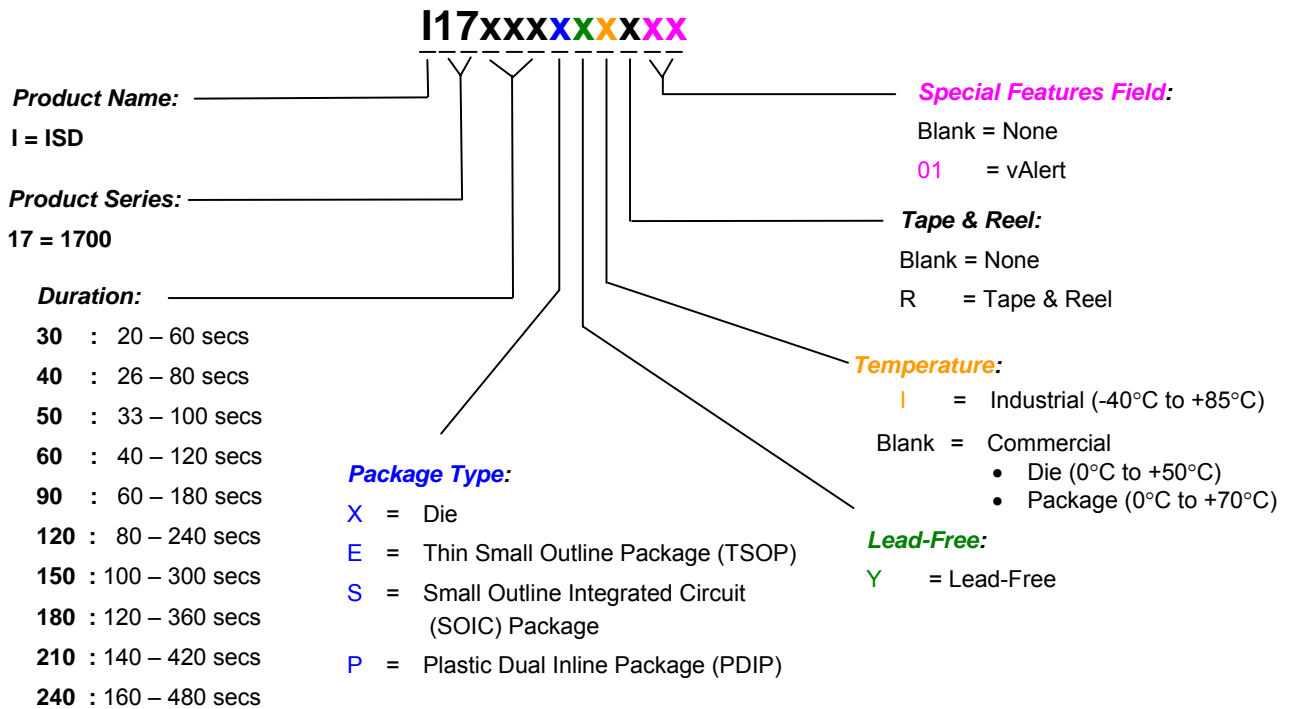 I17xxxxxxxxx
Product Name:
I = ISD
Product Series:
17 = 1700
Duration:
30 : 20 – 60 secs
40 : 26 – 80 secs
50 : 33 – 100 secs
60 : 40 – 120 secs
90 : 60 – 180 secs
120 : 80 – 240 secs
150 : 100 – 300 secs
180 : 120 – 360 secs
210 : 140 – 420 secs
240 : 160 – 480 secs
Package Type:
X = Die
E = Thin Small Outline Package (TSOP)
S = Small Outline Integrated Circuit
(SOIC) Package
P = Plastic Dual Inline Package (PDIP)
Special Features Field:
Blank = None
01 = vAlert
Tape & Reel:
Blank = None
R = Tape & Reel
Temperature:
I = Industrial (-40°C to +85°C)
Blank = Commercial
• Die (0°C to +50°C)
• Package (0°C to +70°C)
Lead-Free:
Y = Lead-Free